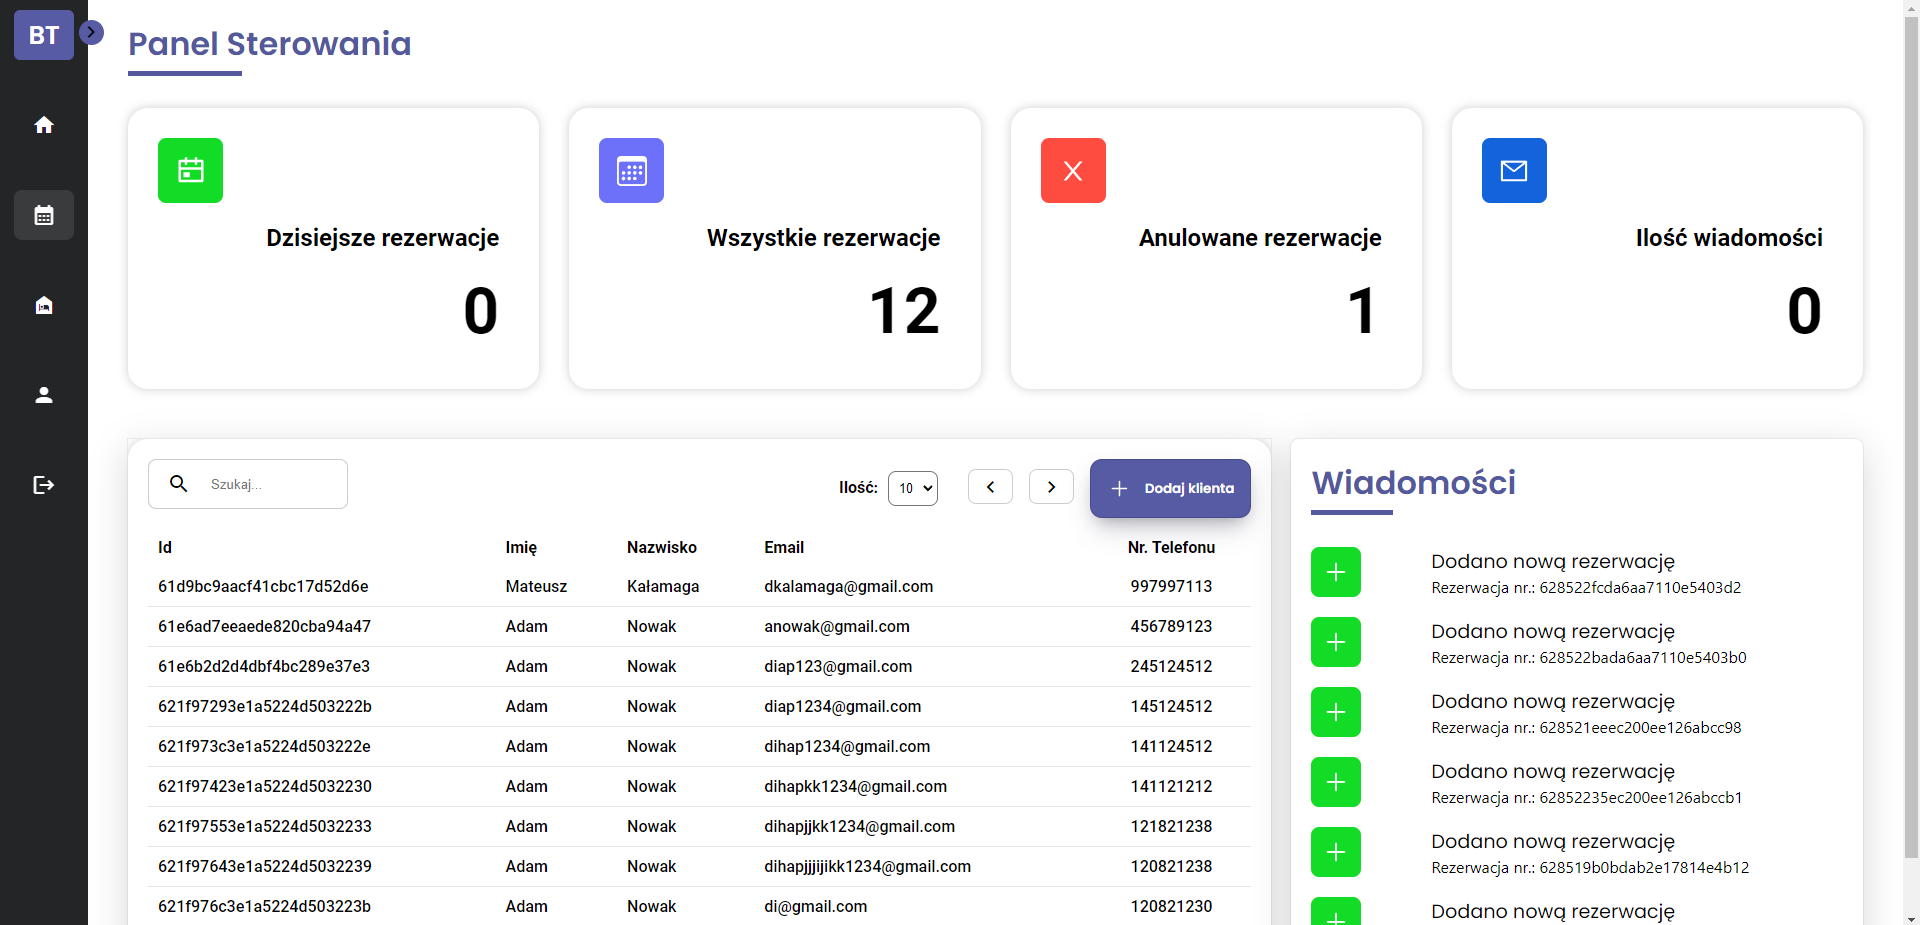 BT
Panel Sterowania
Dzisiejsze rezerwacje
0
Wszystkie rezerwacje
12
Anulowane rezerwacje
1
Ilość wiadomości
0
Szukaj...
Ilość: 10
Dodaj klienta
Id Imię Nazwisko Email Nr. Telefonu
61d9bc9aacf41cbc17d52d6e Mateusz Kałamaga dkalamaga@gmail.com 997997113
61e6ad7eeaede820cba94a47 Adam Nowak anowak@gmail.com 456789123
61e6b2d2d4dbf4bc289e37e3 Adam Nowak diap123@gmail.com 245124512
621f97293e1a5224d503222b Adam Nowak diap1234@gmail.com 145124512
621f973c3e1a5224d503222e Adam Nowak dihap1234@gmail.com 141124512
621f97423e1a5224d5032230 Adam Nowak dihapkk1234@gmail.com 141121212
621f97553e1a5224d5032233 Adam Nowak dihapjjkk1234@gmail.com 121821238
621f97643e1a5224d5032239 Adam Nowak dihapjjjijikk1234@gmail.com 120821238
621f976c3e1a5224d503223b Adam Nowak di@gmail.com 120821230
Wiadomości
Dodano nową rezerwację
Rezerwacja nr.: 628522fcda6aa7110e5403d2
Dodano nową rezerwację
Rezerwacja nr.: 628522bada6aa7110e5403b0
Dodano nową rezerwację
Rezerwacja nr.: 628521eeec200ee126abcc98
Dodano nową rezerwację
Rezerwacja nr.: 62852235ec200ee126abccb1
Dodano nową rezerwację
Rezerwacja nr.: 628519b0bdab2e17814e4b12
Dodano nową rezerwację